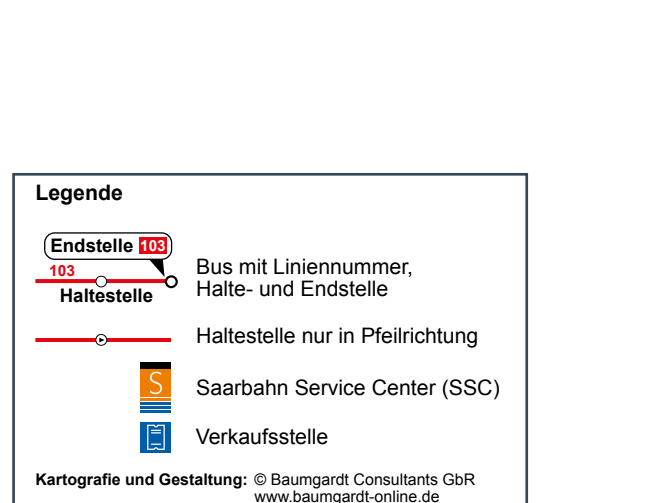 Legende
Endstelle 103
103
Haltestelle
Bus mit Liniennummer,
Halte- und Endstelle
Haltestelle nur in Pfeilrichtung
S
Saarbahn Service Center (SSC)
Verkaufsstelle
Kartografie und Gestaltung: © Baumgardt Consultants GbR
www.baumgardt-online.de